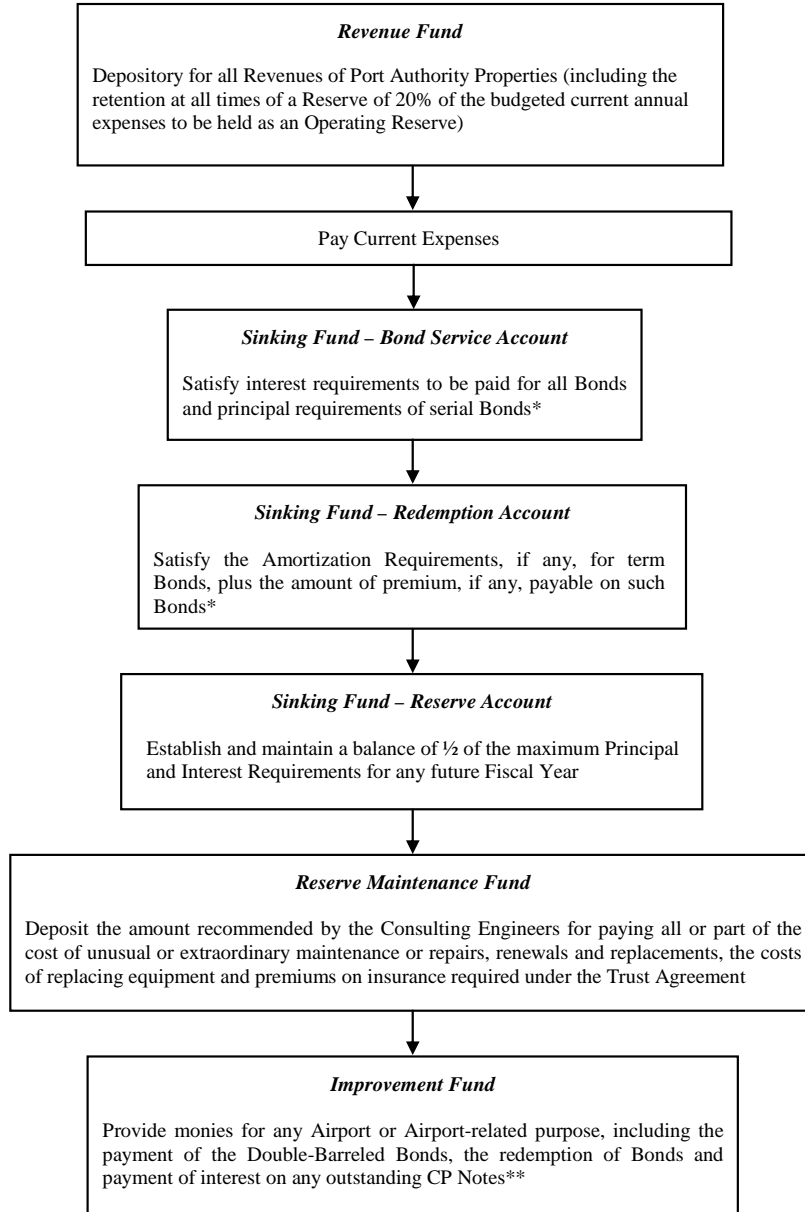 Revenue Fund
Depository for all Revenues of Port Authority Properties (including the
retention at all times of a Reserve of 20% of the budgeted current annual
expenses to be held as an Operating Reserve)
Pay Current Expenses
Sinking Fund – Bond Service Account
Satisfy interest requirements to be paid for all Bonds
and principal requirements of serial Bonds*
Sinking Fund – Redemption Account
Satisfy the Amortization Requirements, if any, for term
Bonds, plus the amount of premium, if any, payable on such
Bonds*
Sinking Fund – Reserve Account
Establish and maintain a balance of ½ of the maximum Principal
and Interest Requirements for any future Fiscal Year
Reserve Maintenance Fund
Deposit the amount recommended by the Consulting Engineers for paying all or part of the
cost of unusual or extraordinary maintenance or repairs, renewals and replacements, the costs
of replacing equipment and premiums on insurance required under the Trust Agreement
Improvement Fund
Provide monies for any Airport or Airport-related purpose, including the
payment of the Double-Barreled Bonds, the redemption of Bonds and
payment of interest on any outstanding CP Notes**